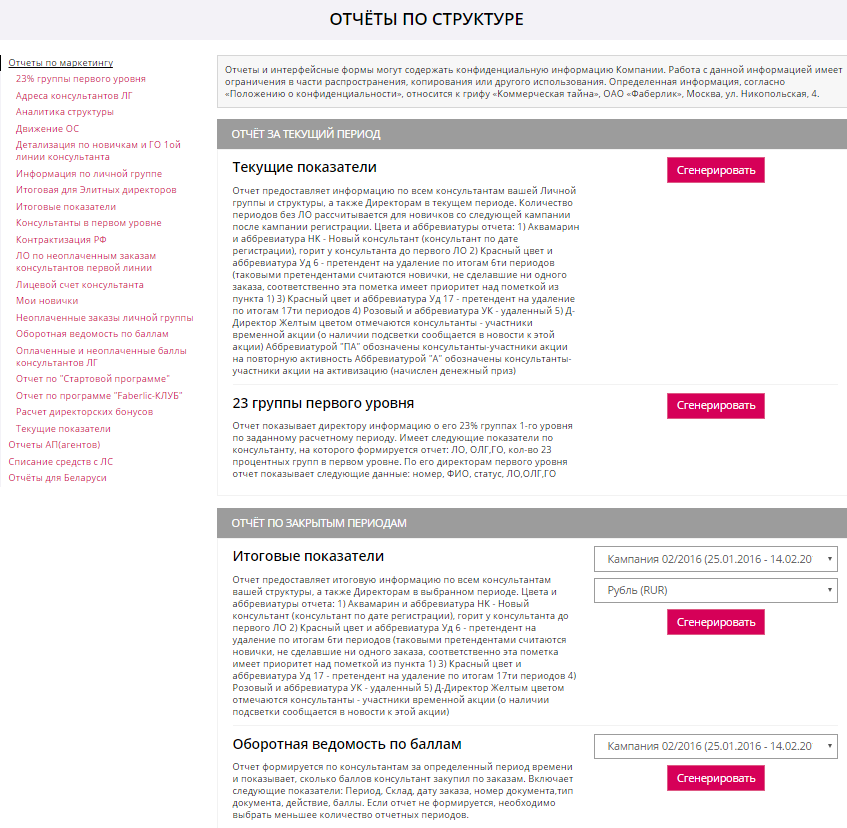 ОТЧЁТЫ ПО СТРУКТУРЕ
Отчеты по маркетингу
23% группы первого уровня
Адреса консультантов ЛГ
Аналитика структуры
Движение ОС
Детализация по новичкам и ГО 1ой
линии консультанта
Информация по личной группе
Итоговая для Элитных директоров
Итоговые показатели
Консультанты в первом уровне
Контрактизация РФ
ЛО по неоплаченным заказам
консультантов первой линии
Лицевой счет консультанта
Мои новички
Неоплаченные заказы личной группы
Оборотная ведомость по баллам
Оплаченные и неоплаченные баллы
консультантов ЛГ
Отчет по "Стартовой программе"
Отчет по программе "Faberlic-КЛУБ"
Расчет директорских бонусов
Текущие показатели
Отчеты АП(агентов)
Списание средств с ЛС
Отчёты для Беларуси
Отчеты и интерфейсные формы могут содержать конфиденциальную информацию Компании. Работа с данной информацией имеет
ограничения в части распространения, копирования или другого использования. Определенная информация, согласно
«Положению о конфиденциальности», относится к грифу «Коммерческая тайна», ОАО «Фаберлик», Москва, ул. Никопольская, 4.
ОТЧЁТ ЗА ТЕКУЩИЙ ПЕРИОД
Текущие показатели
Сгенерировать
Отчет предоставляет информацию по всем консультантам вашей Личной
группы и структуры, а также Директорам в текущем периоде. Количество
периодов без ЛО рассчитывается для новичков со следующей кампании
после кампании регистрации. Цвета и аббревиатуры отчета: 1) Аквамарин
и аббревиатура НК - Новый консультант (консультант по дате
регистрации), горит у консультанта до первого ЛО 2) Красный цвет и
аббревиатура Уд 6 - претендент на удаление по итогам 6ти периодов
(таковыми претендентами считаются новички, не сделавшие ни одного
заказа, соответственно эта пометка имеет приоритет над пометкой из
пункта 1) 3) Красный цвет и аббревиатура Уд 17 - претендент на удаление
по итогам 17ти периодов 4) Розовый и аббревиатура УК - удаленный 5) Д-
Директор Желтым цветом отмечаются консультанты - участники
временной акции (о наличии подсветки сообщается в новости к этой
акции) Аббревиатурой "ПА" обозначены консультанты-участники акции
на повторную активность Аббревиатурой "А" обозначены консультанты-
участники акции на активизацию (начислен денежный приз)
23 группы первого уровня
Сгенерировать
Отчет показывает директору информацию о его 23% группах 1-го уровня
по заданному расчетному периоду. Имеет следующие показатели по
консультанту, на которого формируется отчет: ЛО, ОЛГ,ГО, кол-во 23
процентных групп в первом уровне. По его директорам первого уровня
отчет показывает следующие данные: номер, ФИО, статус, ЛО,ОЛГ,ГО
ОТЧЁТ ПО ЗАКРЫТЫМ ПЕРИОДАМ
Итоговые показатели
Кампания 02/2016 (25.01.2016 - 14.02.20
Рубль (RUR)
Сгенерировать
Отчет предоставляет итоговую информацию по всем консультантам
вашей структуры, а также Директорам в выбранном периоде. Цвета и
аббревиатуры отчета: 1) Аквамарин и аббревиатура НК - Новый
консультант (консультант по дате регистрации), горит у консультанта до
первого ЛО 2) Красный цвет и аббревиатура Уд 6 - претендент на
удаление по итогам 6ти периодов (таковыми претендентами считаются
новички, не сделавшие ни одного заказа, соответственно эта пометка
имеет приоритет над пометкой из пункта 1) 3) Красный цвет и
аббревиатура Уд 17 - претендент на удаление по итогам 17ти периодов 4)
Розовый и аббревиатура УК - удаленный 5) Д-Директор Желтым цветом
отмечаются консультанты - участники временной акции (о наличии
подсветки сообщается в новости к этой акции)
Оборотная ведомость по баллам
Кампания 02/2016 (25.01.2016 - 14.02.20
Сгенерировать
Отчет формируется по консультантам за определенный период времени
и показывает, сколько баллов консультант закупил по заказам. Включает
следующие показатели: Период, Склад, дату заказа, номер документа,тип
документа, действие, баллы. Если отчет не формируется, необходимо
выбрать меньшее количество отчетных периодов.